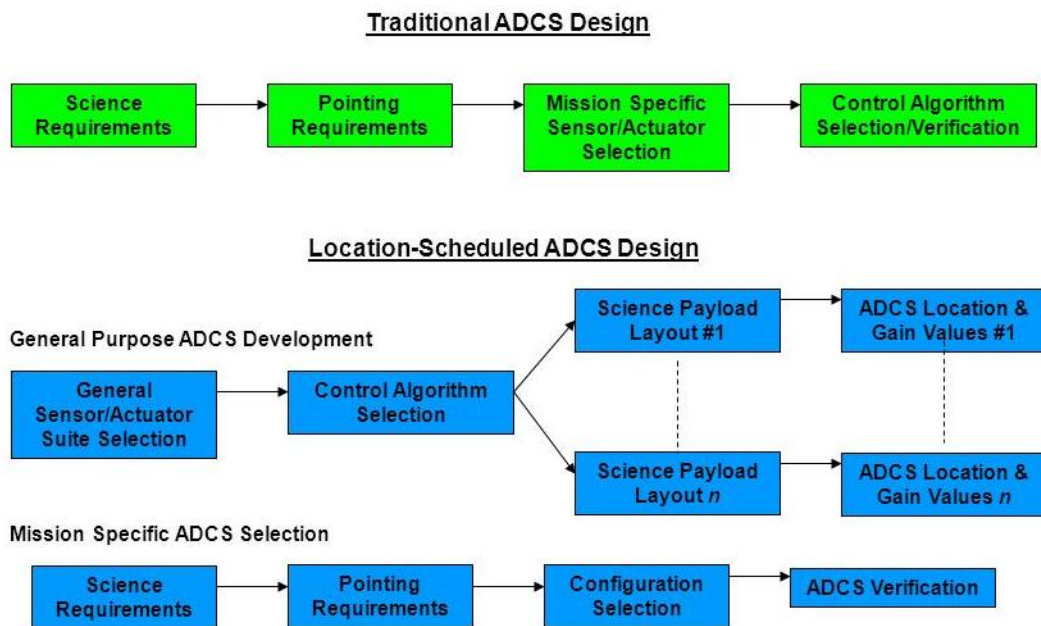 Traditional ADCS Design
Science
Requirements
Pointing
Requirements
Mission Specific
Sensor/Actuator
Selection
Control Algorithm
Selection/Verification
Location-Scheduled ADCS Design
General Purpose ADCS Development
General
Sensor/Actuator
Suite Selection
Control Algorithm
Selection
Science Payload
Layout #1
ADCS Location &
Gain Values #1
Science Payload
Layout n
ADCS Location &
Gain Values n
Mission Specific ADCS Selection
Science
Requirements
Pointing
Requirements
Configuration
Selection
ADCS Verification